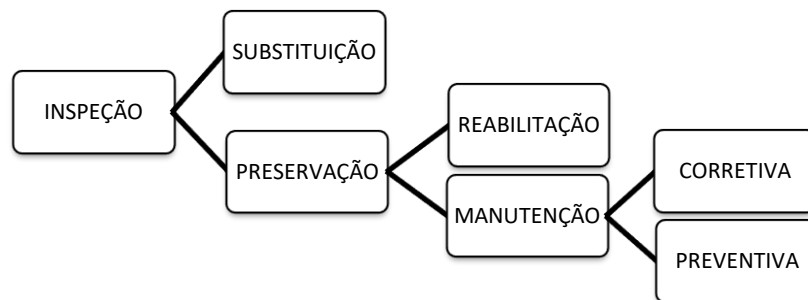 INSPEÇÃO
SUBSTITUIÇÃO
PRESERVAÇÃO
REABILITAÇÃO
MANUTENÇÃO
CORRETIVA
PREVENTIVA